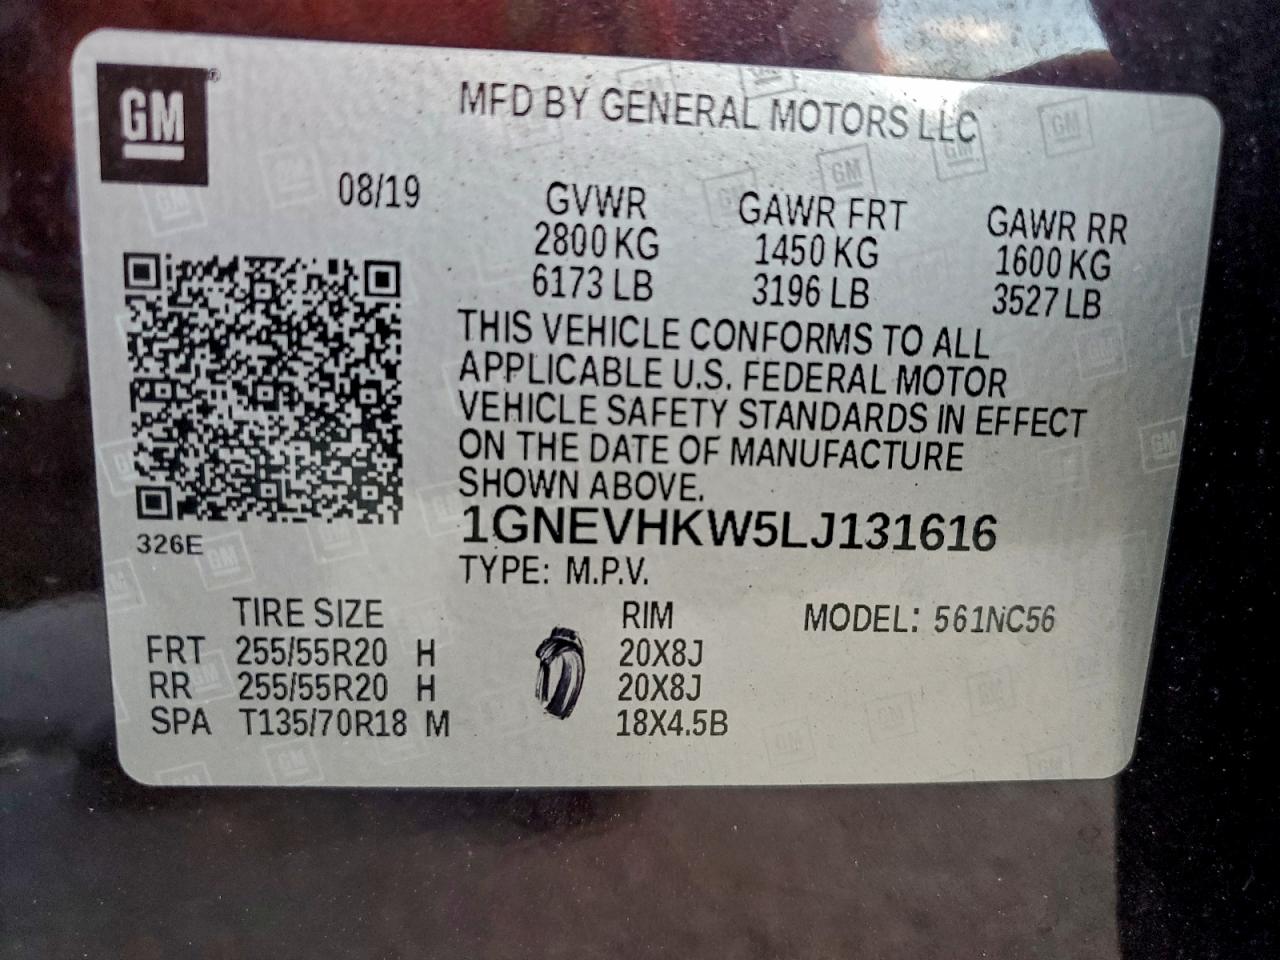 GM®
MFD BY GENERAL MOTORS LLC
08/19
GVWR GAWR FRT GAWR RR
2800 KG 1450 KG 1600 KG
6173 LB 3196 LB 3527 LB
THIS VEHICLE CONFORMS TO ALL
APPLICABLE U.S. FEDERAL MOTOR
VEHICLE SAFETY STANDARDS IN EFFECT
ON THE DATE OF MANUFACTURE
SHOWN ABOVE.
1GNEVHKW5LJ131616
326E
TYPE: M.P.V.
TIRE SIZE RIM MODEL: 561NC56
FRT 255/55R20 H 20X8J
RR 255/55R20 H 20X8J
SPA T135/70R18 M 18X4.5B